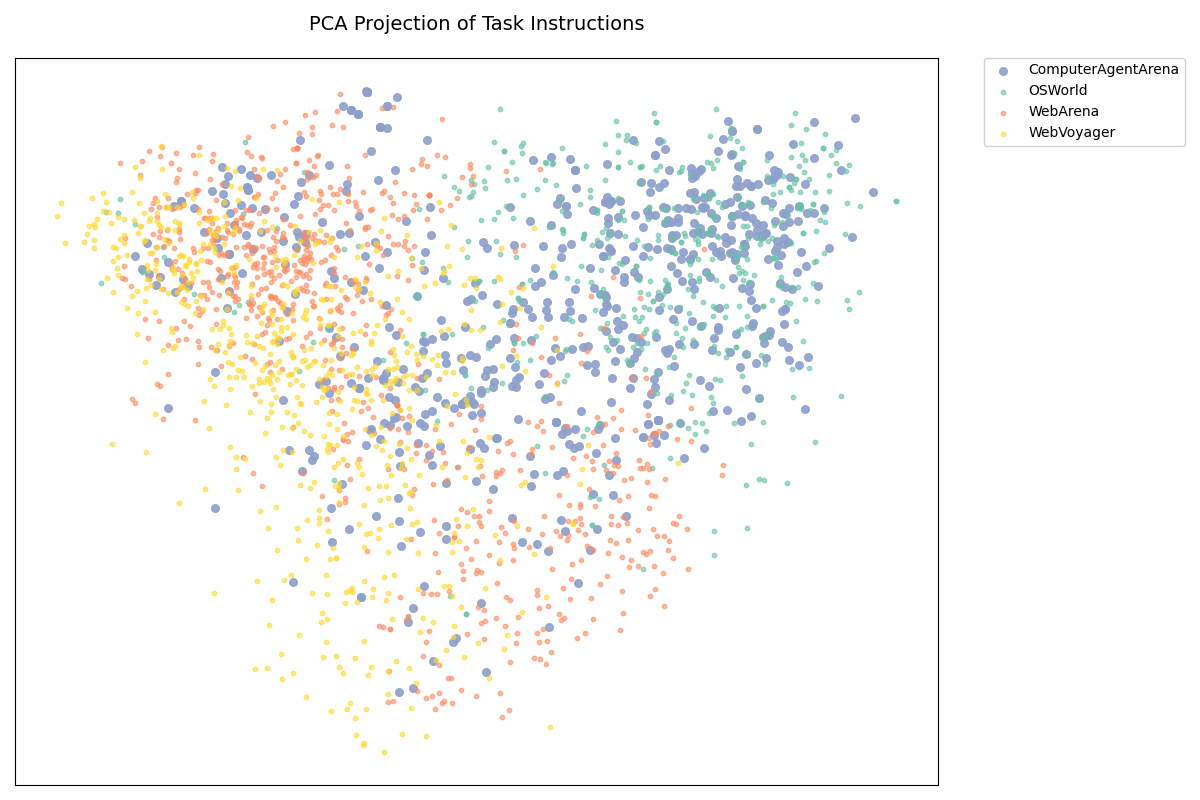 PCA Projection of Task Instructions
ComputerAgentArena
OSWorld
WebArena
WebVoyager